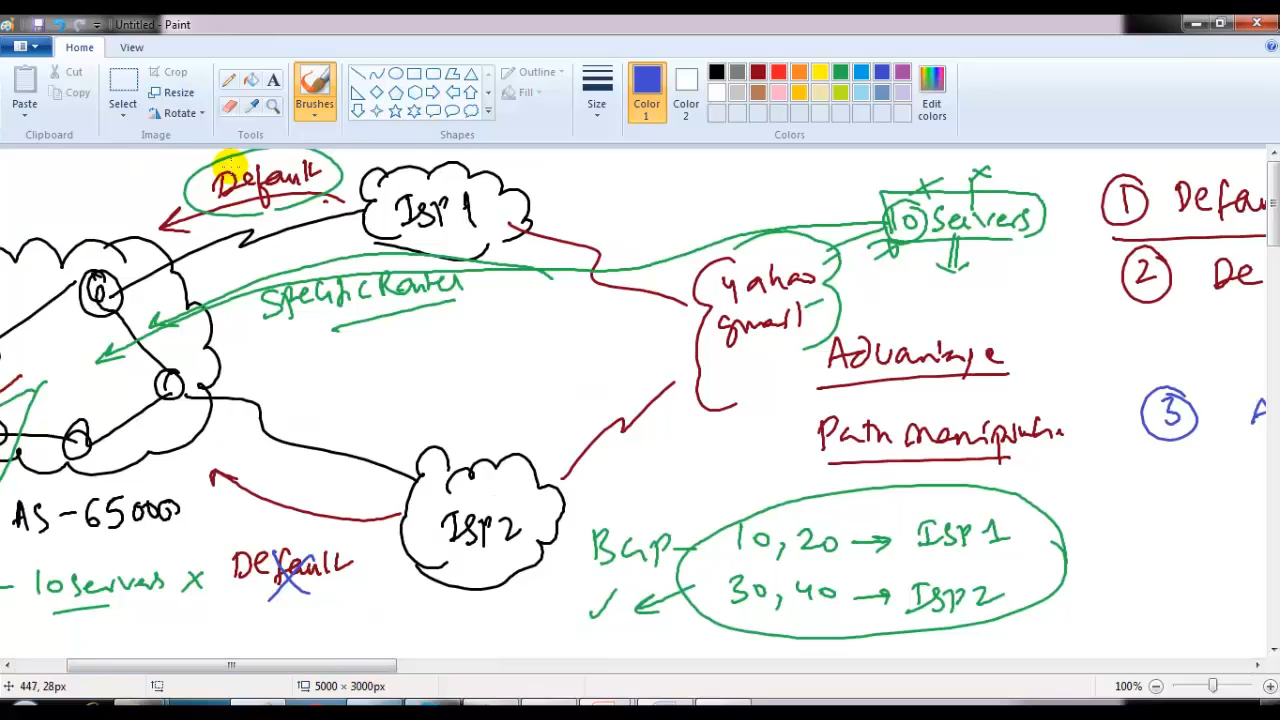 Untitled - Paint
Home
View
Paste
Cut
Copy
Clipboard
Select
Crop
Resize
Rotate
Image
A
Tools
Brushes
Outline
Fill
Shapes
Size
Color
1
Color
2
Colors
Edit
colors
Default
Isp 1
10 Servers
x x
1 Defau
2 De
Specific Routes
yahao
gmail
Advantage
3 A
Path
AS-65000
Isp 2
BGP
10, 20 → Isp 1
30, 40 → Isp 2
- 10 servers x
Default
447, 28px
5000 × 3000px
100%